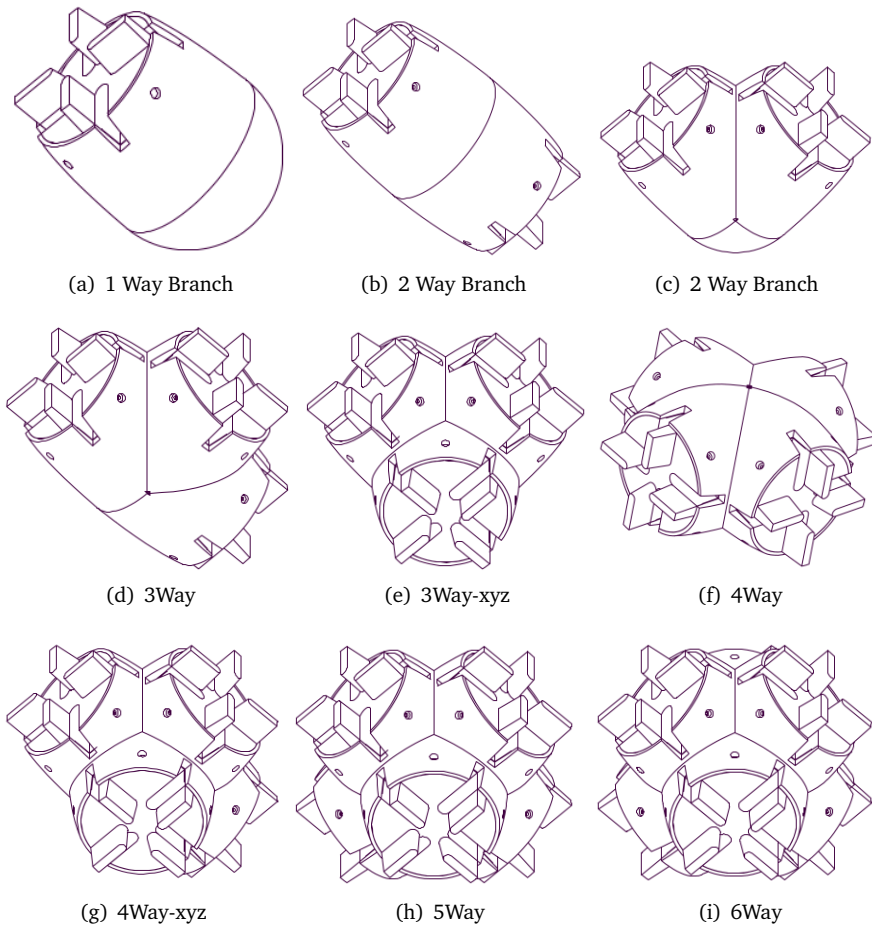 (a) 1 Way Branch
(b) 2 Way Branch
(c) 2 Way Branch
(d) 3Way
(e) 3Way-xyz
(f) 4Way
(g) 4Way-xyz
(h) 5Way
(i) 6Way